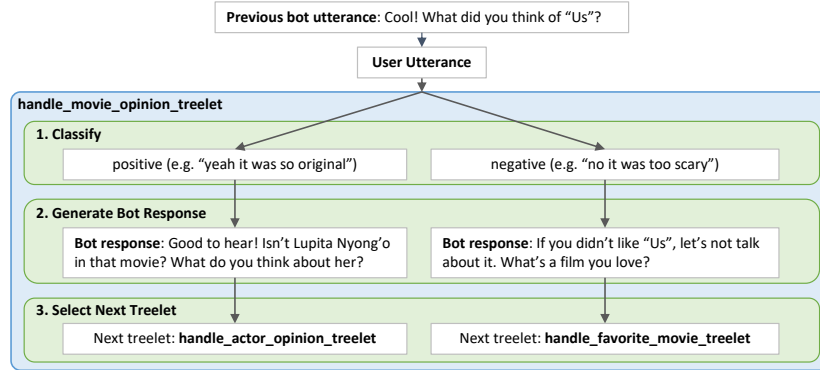 Previous bot utterance: Cool! What did you think of “Us”?
User Utterance
handle_movie_opinion_treelet
1. Classify
positive (e.g. “yeah it was so original”)
negative (e.g. “no it was too scary”)
2. Generate Bot Response
Bot response: Good to hear! Isn’t Lupita Nyong’o
in that movie? What do you think about her?
Bot response: If you didn’t like “Us”, let’s not talk
about it. What’s a film you love?
3. Select Next Treelet
Next treelet: handle_actor_opinion_treelet
Next treelet: handle_favorite_movie_treelet